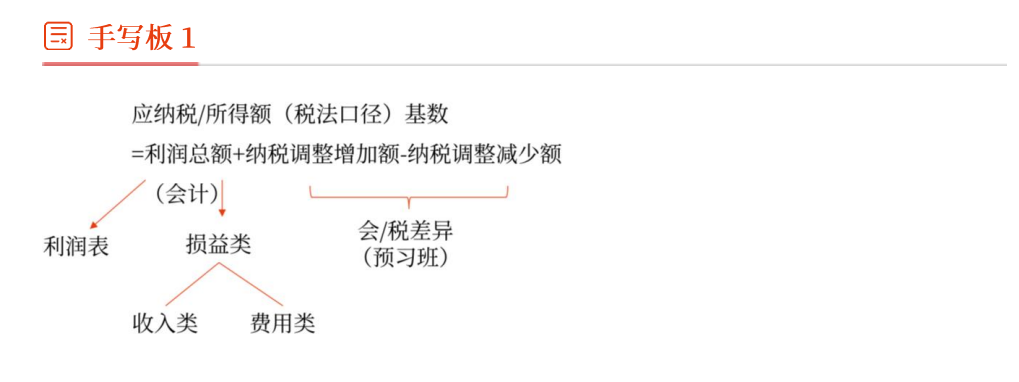 手写板 1
应纳税/所得额（税法口径）基数
=利润总额+纳税调整增加额-纳税调整减少额
（会计）
会/税差异
（预习班）
利润表
损益类
收入类
费用类